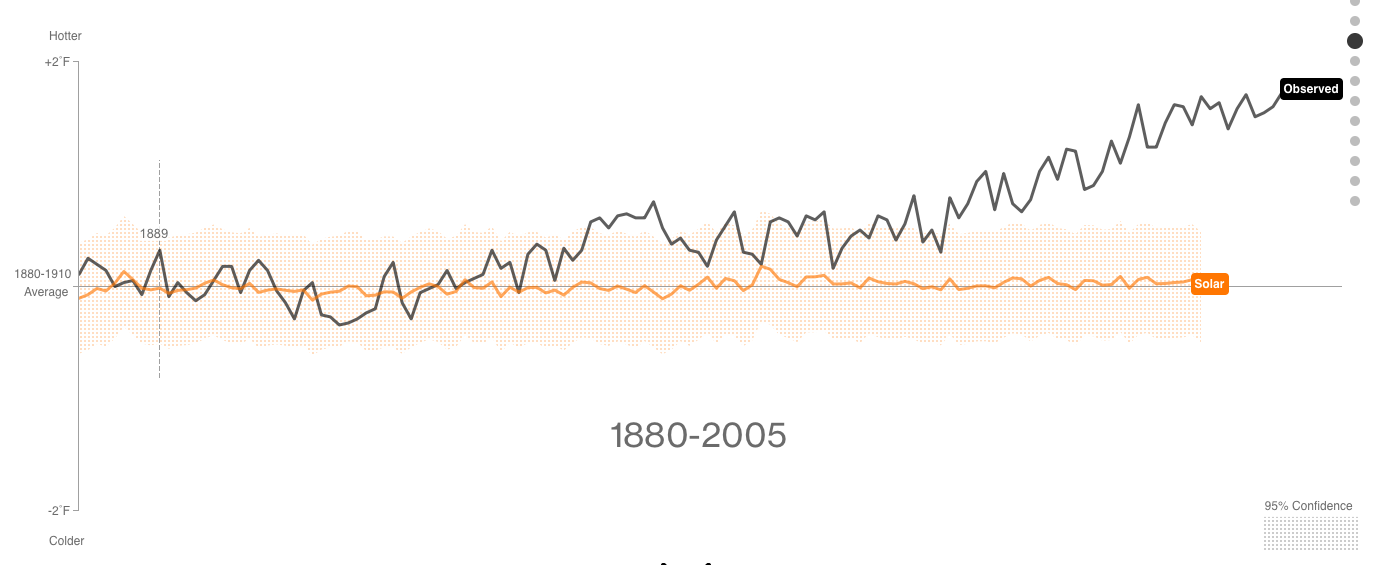 Hotter
+2°F
Observed
1889
1880-1910
Average
Solar
1880-2005
-2°F
95% Confidence
Colder